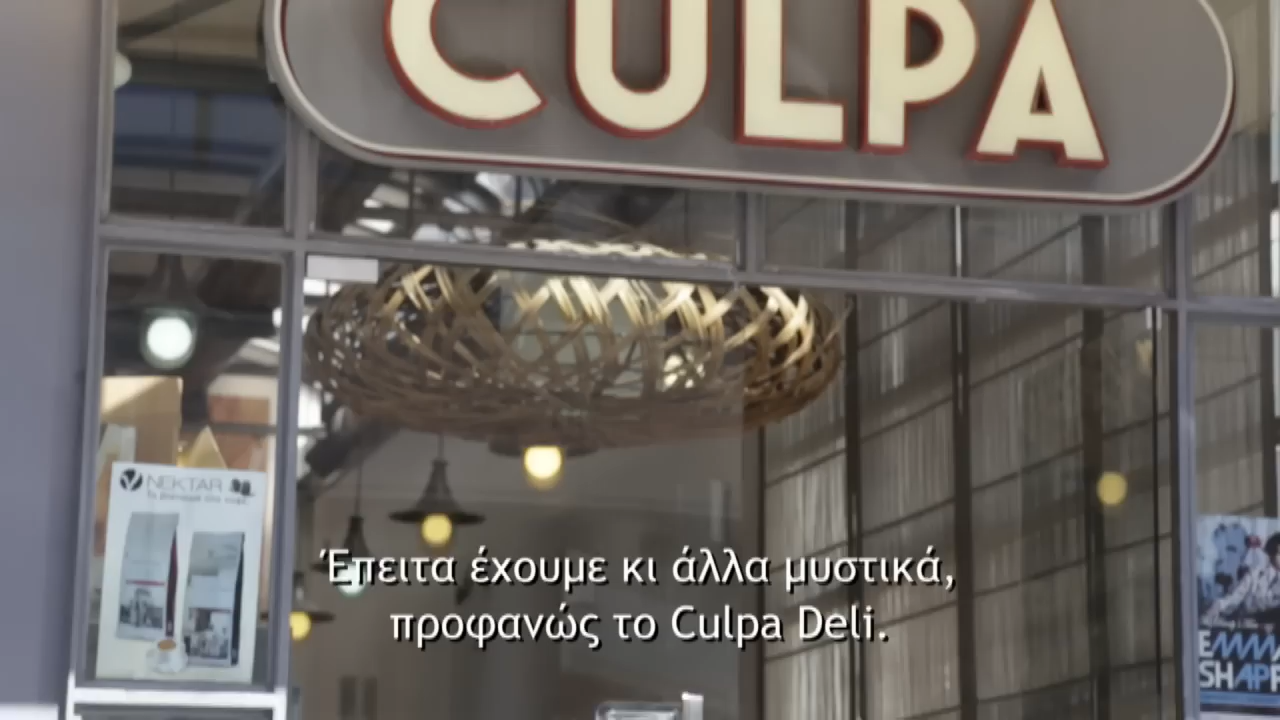 CULPA
NEKTAR
Έπειτα έχουμε κι άλλα μυστικά,
προφανώς το Culpa Deli.
EMMA
SHAPP